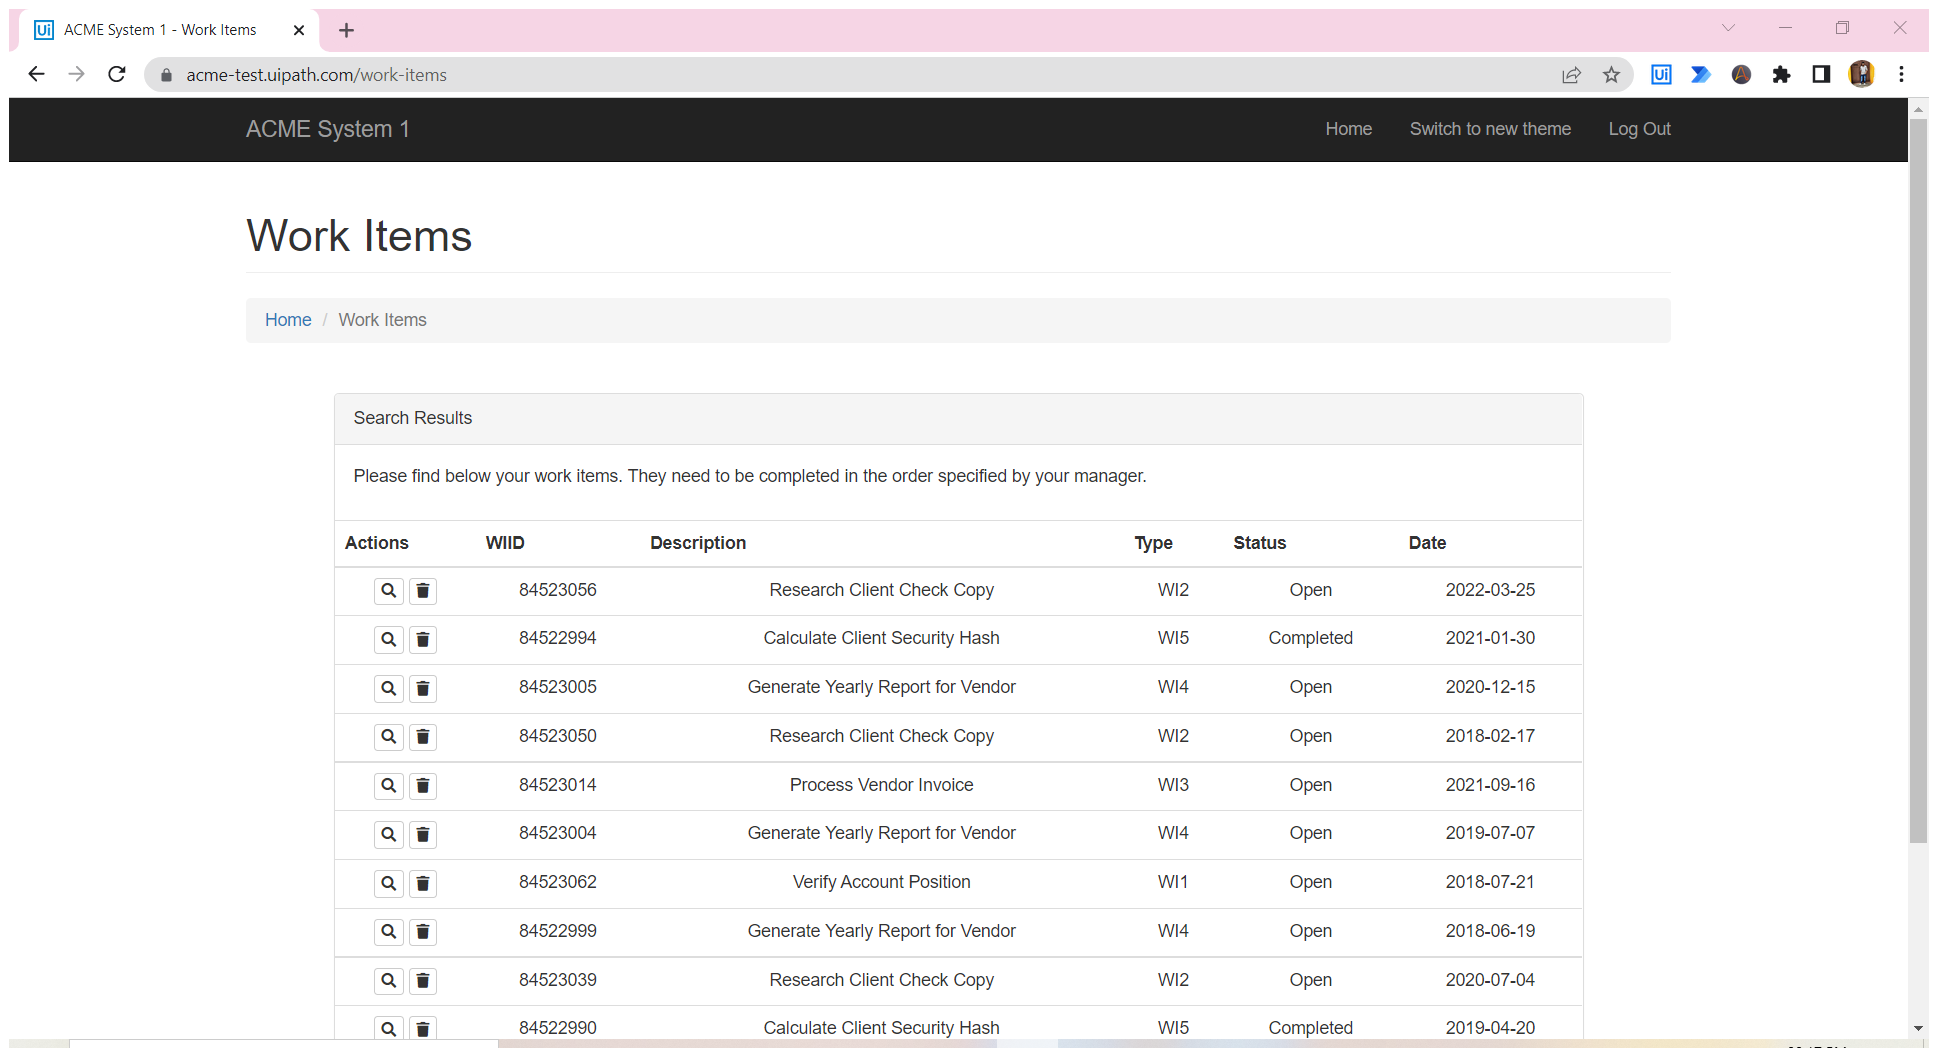 Ui ACME System 1 - Work Items
acme-test.uipath.com/work-items
Ui
ACME System 1 Home Switch to new theme Log Out
Work Items
Home / Work Items
Search Results
Please find below your work items. They need to be completed in the order specified by your manager.
Actions WIID Description Type Status Date
84523056 Research Client Check Copy WI2 Open 2022-03-25
84522994 Calculate Client Security Hash WI5 Completed 2021-01-30
84523005 Generate Yearly Report for Vendor WI4 Open 2020-12-15
84523050 Research Client Check Copy WI2 Open 2018-02-17
84523014 Process Vendor Invoice WI3 Open 2021-09-16
84523004 Generate Yearly Report for Vendor WI4 Open 2019-07-07
84523062 Verify Account Position WI1 Open 2018-07-21
84522999 Generate Yearly Report for Vendor WI4 Open 2018-06-19
84523039 Research Client Check Copy WI2 Open 2020-07-04
84522990 Calculate Client Security Hash WI5 Completed 2019-04-20